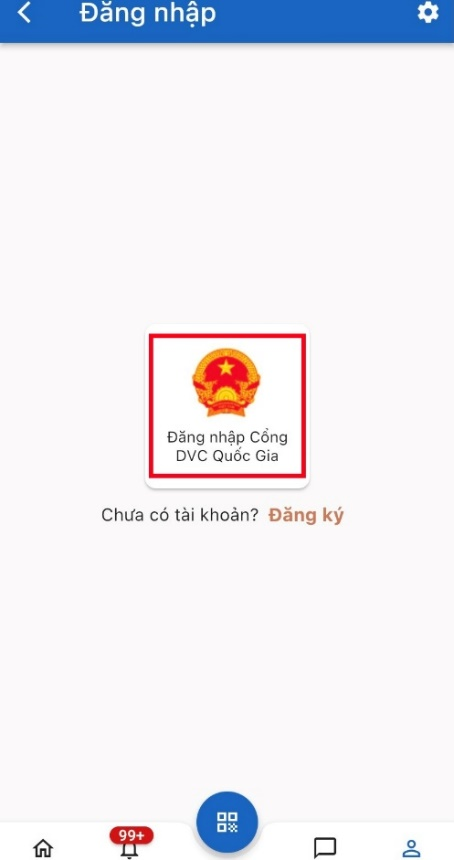 Đăng nhập
Đăng nhập Cổng
DVC Quốc Gia
Chưa có tài khoản? Đăng ký
99+